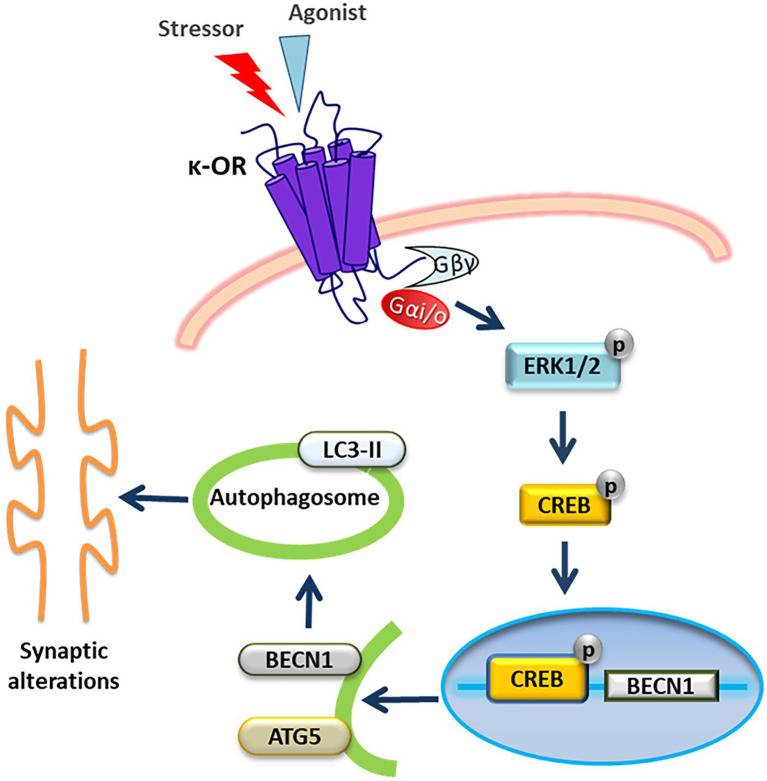 Agonist
Stressor
κ-OR
Gβγ
Gαi/o
p
ERK1/2
p
CREB
p
CREB
BECN1
BECN1
ATG5
LC3-II
Autophagosome
Synaptic
alterations